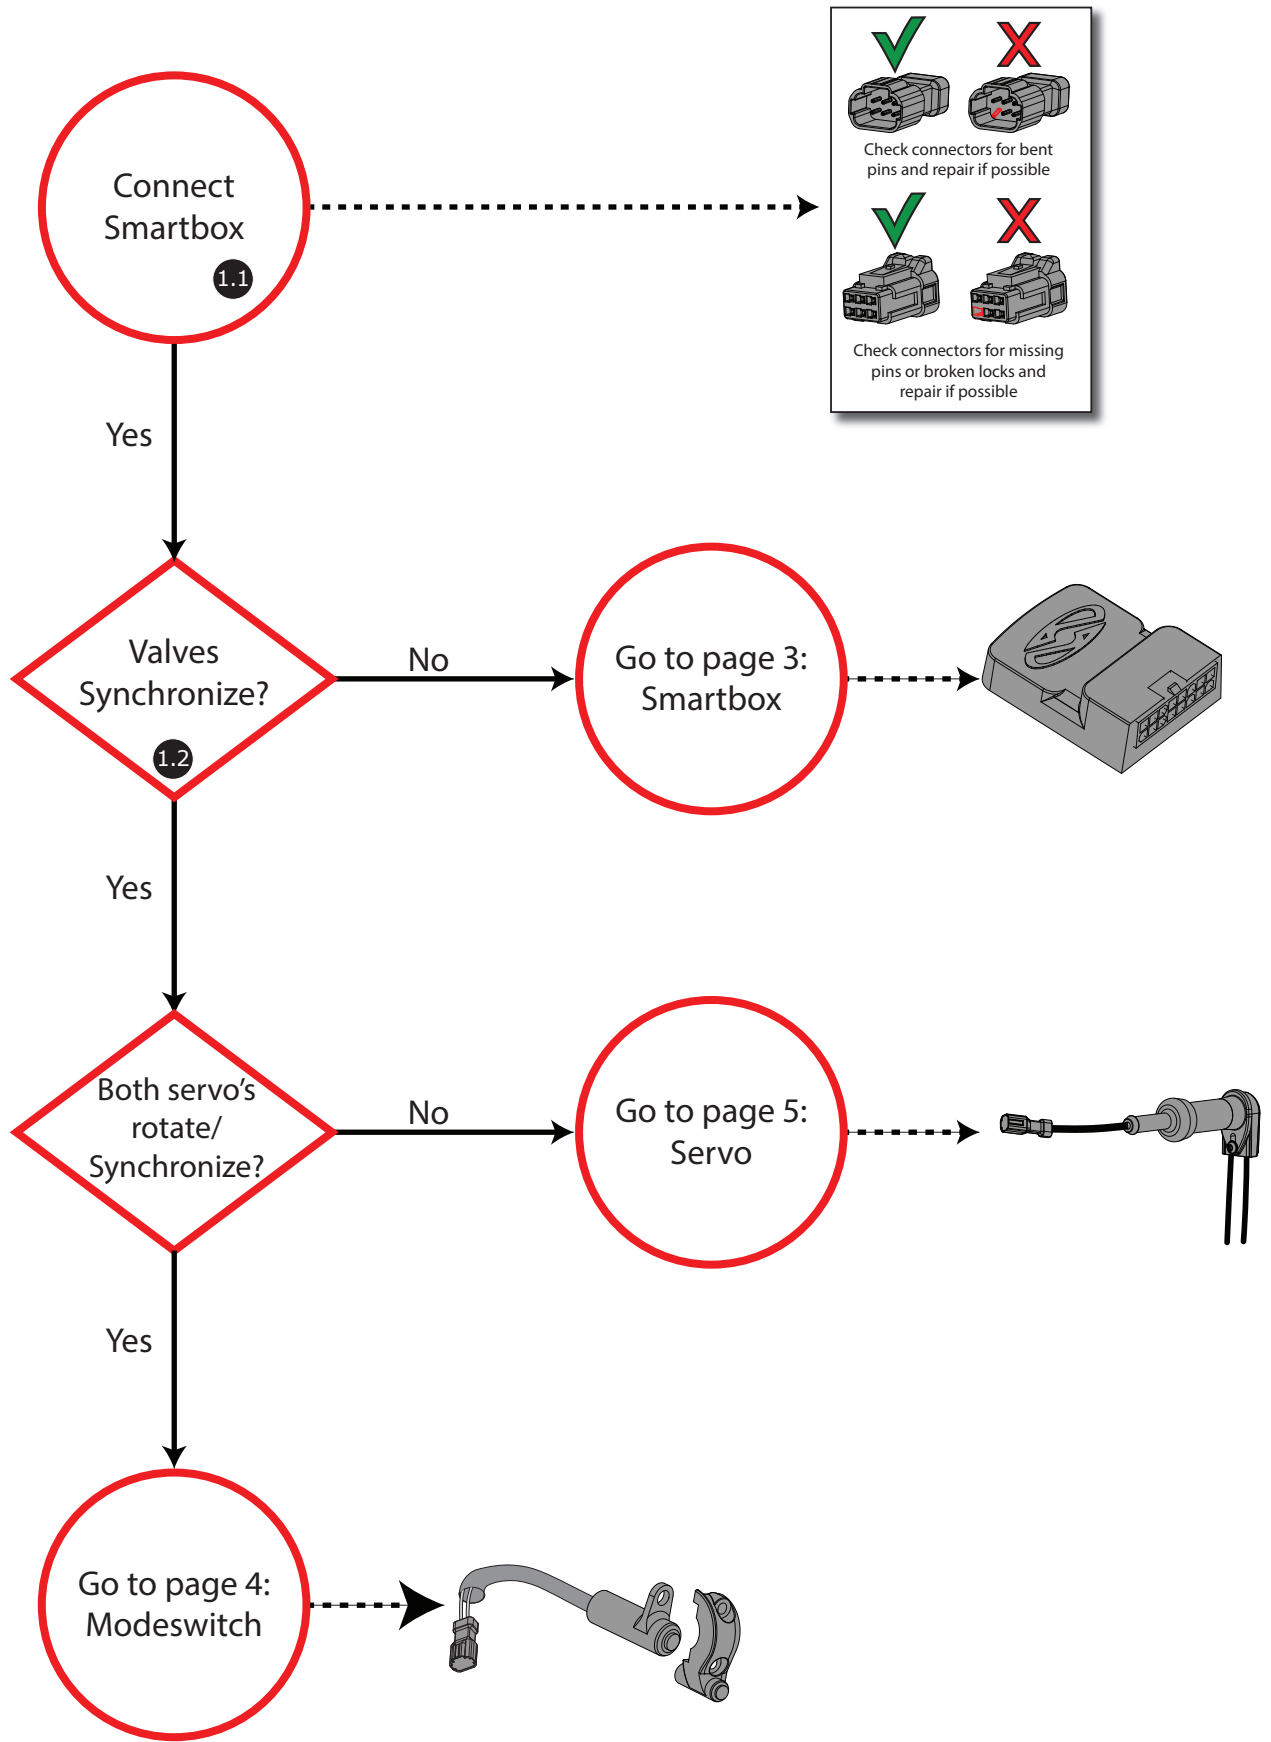 Check connectors for bent
pins and repair if possible
Connect
Smartbox
1.1
Check connectors for missing
pins or broken locks and
repair if possible
Yes
Valves
Synchronize?
1.2
No
Go to page 3:
Smartbox
Yes
Both servo's
rotate/
Synchronize?
No
Go to page 5:
Servo
Yes
Go to page 4:
Modeswitch